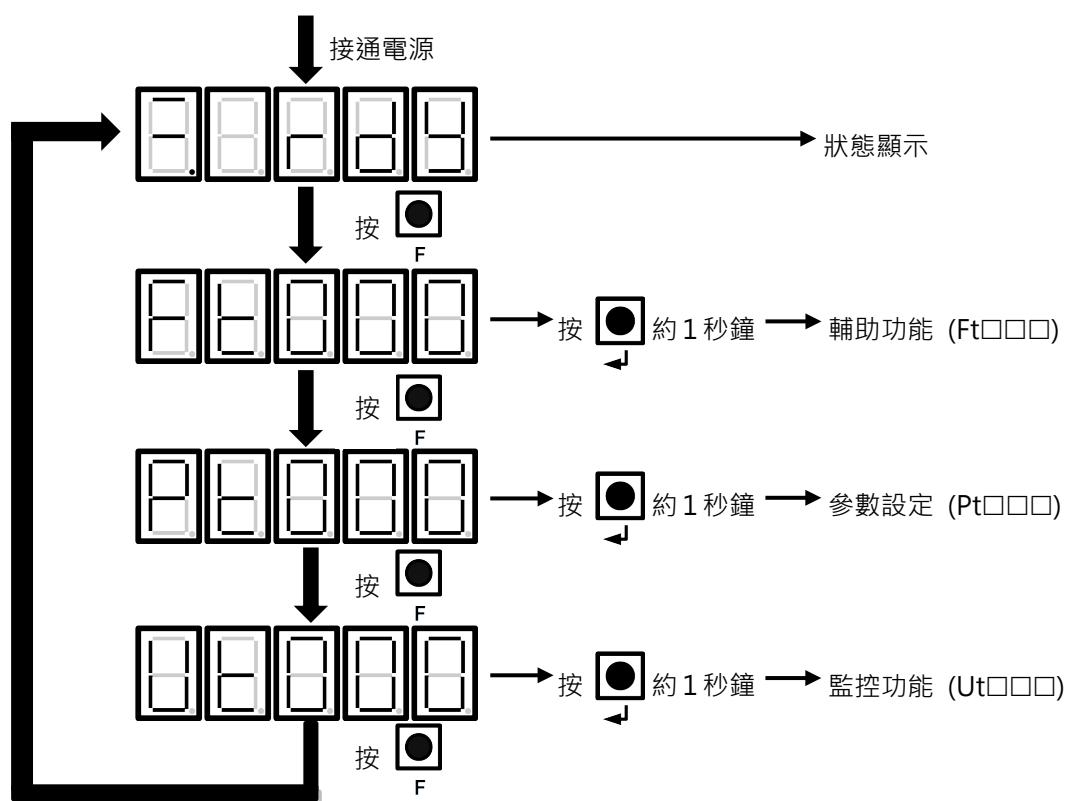 接通電源
rdy
狀態顯示
按
F
Ft000
按 約1秒鐘
輔助功能 (Ft□□□)
按
F
Pt000
按 約1秒鐘
參數設定 (Pt□□□)
按
F
Ut000
按 約1秒鐘
監控功能 (Ut□□□)
按
F